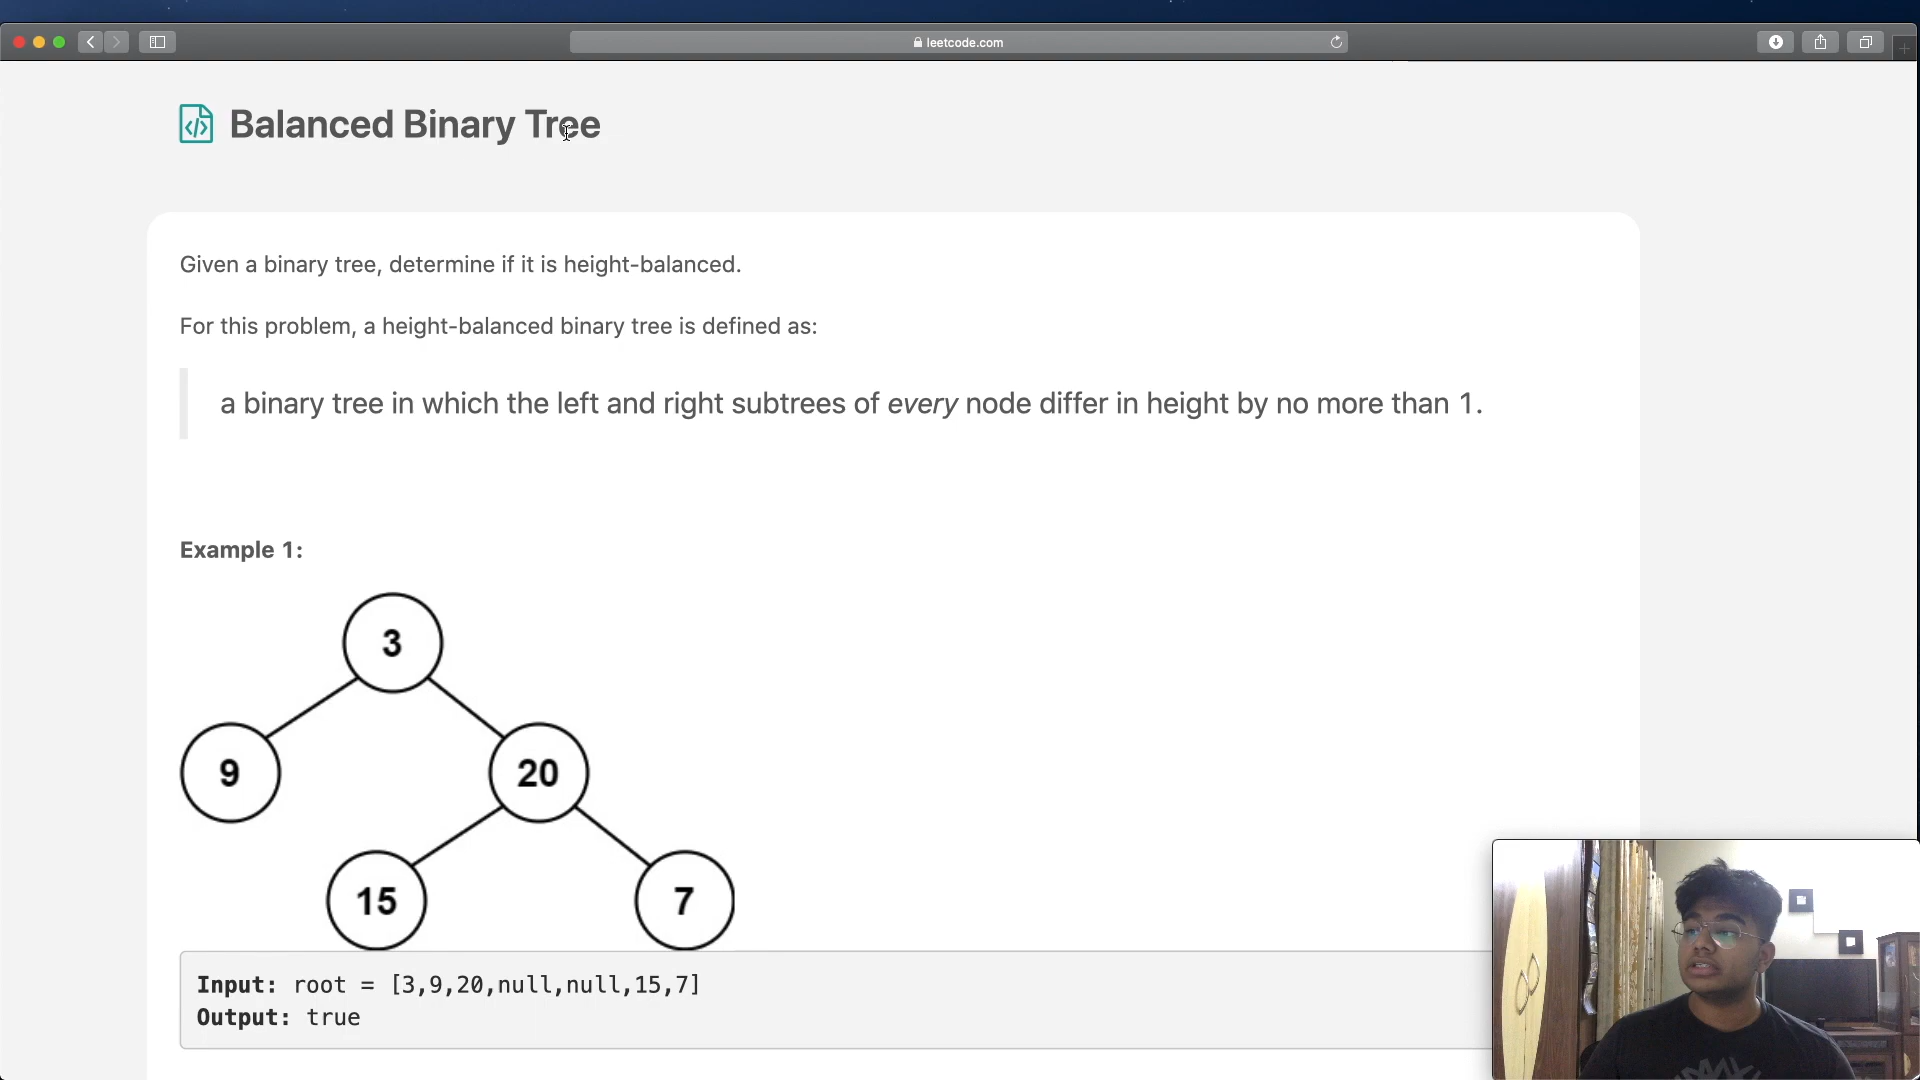 leetcode.com
Balanced Binary Tree
Given a binary tree, determine if it is height-balanced.
For this problem, a height-balanced binary tree is defined as:
a binary tree in which the left and right subtrees of every node differ in height by no more than 1.
Example 1:
3
9
20
15
7
Input: root = [3,9,20,null,null,15,7]
Output: true